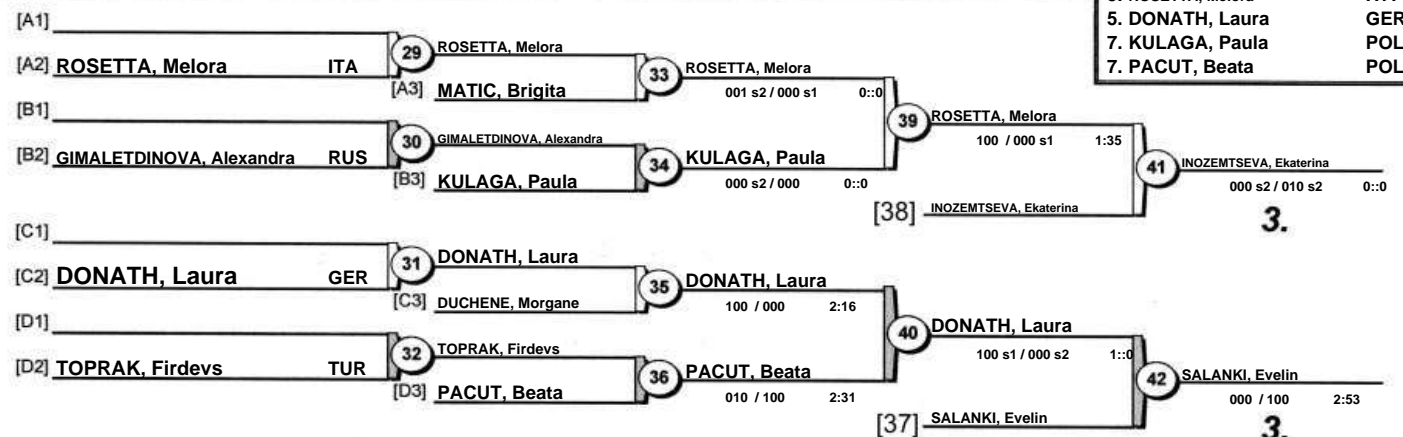 5. DONATH, Laura GER
7. KULAGA, Paula POL
7. PACUT, Beata POL
[A1]
[A2] ROSETTA, Melora ITA
29
ROSETTA, Melora
[A3] MATIC, Brigita
33
ROSETTA, Melora
001 s2 / 000 s1 0::0
[B1]
[B2] GIMALETDINOVA, Alexandra RUS
30
GIMALETDINOVA, Alexandra
[B3] KULAGA, Paula
34
KULAGA, Paula
000 s2 / 000 0::0
39
ROSETTA, Melora
100 / 000 s1 1:35
[38] INOZEMTSEVA, Ekaterina
41
INOZEMTSEVA, Ekaterina
000 s2 / 010 s2 0::0
3.
[C1]
[C2] DONATH, Laura GER
31
DONATH, Laura
[C3] DUCHENE, Morgane
35
DONATH, Laura
100 / 000 2:16
[D1]
[D2] TOPRAK, Firdevs TUR
32
TOPRAK, Firdevs
[D3] PACUT, Beata
36
PACUT, Beata
010 / 100 2:31
40
DONATH, Laura
100 s1 / 000 s2 1::0
[37] SALANKI, Evelin
42
SALANKI, Evelin
000 / 100 2:53
3.